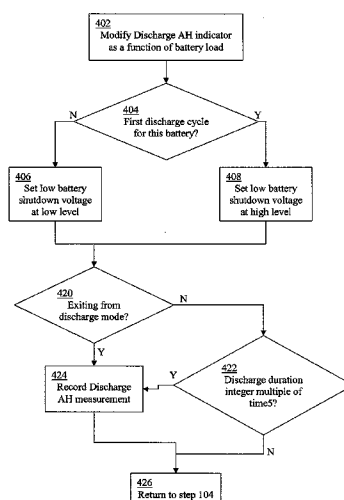 402
Modify Discharge AH indicator
as a function of battery load
404
First discharge cycle
for this battery?
N
Y
406
Set low battery
shutdown voltage
at low level
408
Set low battery
shutdown voltage
at high level
420
Exiting from
discharge mode?
N
Y
422
Discharge duration
integer multiple of
time5?
Y
N
424
Record Discharge
AH measurement
426
Return to step 104